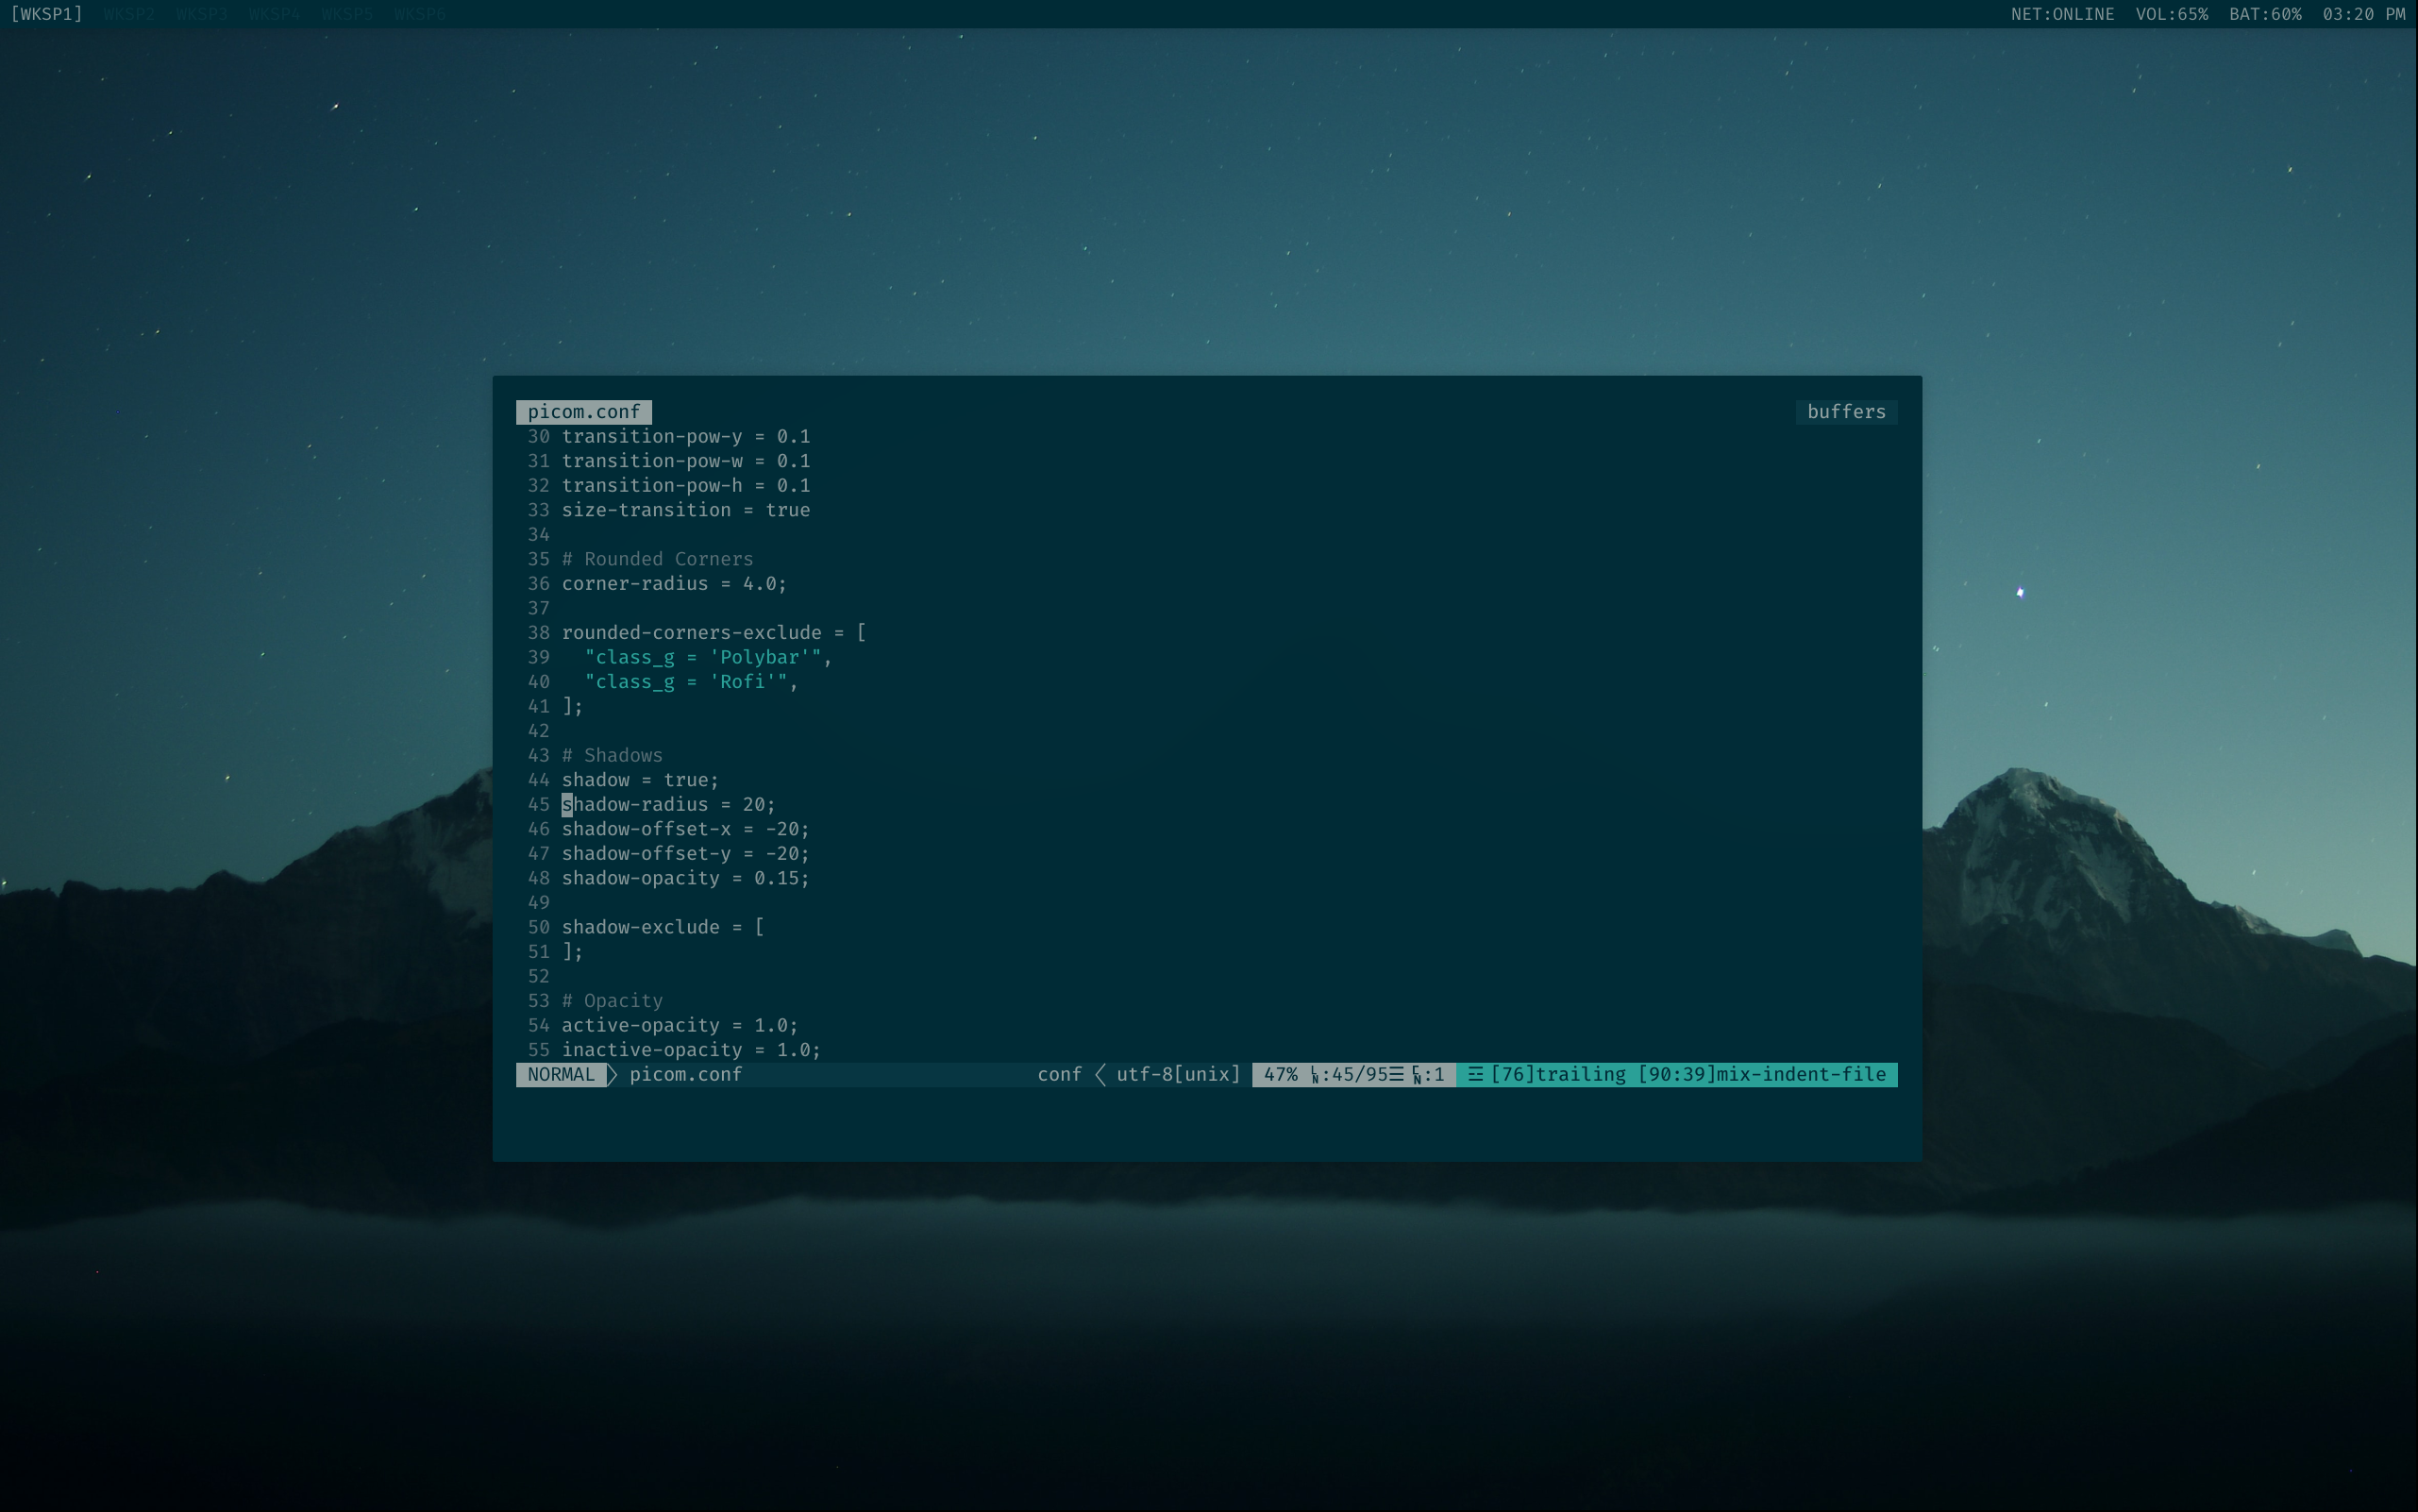 [WKSP1] WKSP2 WKSP3 WKSP4 WKSP5 WKSP6 NET:ONLINE VOL:65% BAT:60% 03:20 PM
picom.conf buffers
30 transition-pow-y = 0.1
31 transition-pow-w = 0.1
32 transition-pow-h = 0.1
33 size-transition = true
34
35 # Rounded Corners
36 corner-radius = 4.0;
37
38 rounded-corners-exclude = [
39   "class_g = 'Polybar'",
40   "class_g = 'Rofi'",
41 ];
42
43 # Shadows
44 shadow = true;
45 shadow-radius = 20;
46 shadow-offset-x = -20;
47 shadow-offset-y = -20;
48 shadow-opacity = 0.15;
49
50 shadow-exclude = [
51 ];
52
53 # Opacity
54 active-opacity = 1.0;
55 inactive-opacity = 1.0;
NORMAL picom.conf conf utf-8[unix] 47% ␊:45/95☰ ␤:1 ☲ [76]trailing [90:39]mix-indent-file